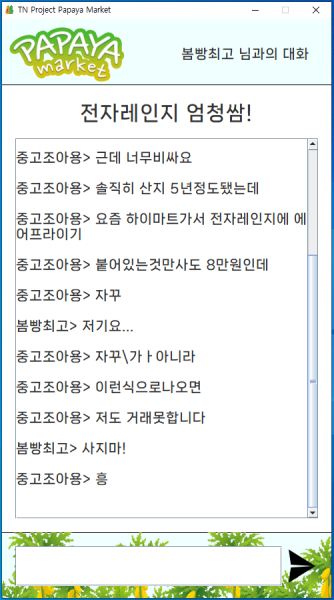 TN Project Papaya Market
PAPAYA
market
봄빵최고 님과의 대화
전자레인지 엄청쌈!
중고조아용> 근데 너무비싸요
중고조아용> 솔직히 산지 5년정도됐는데
중고조아용> 요즘 하이마트가서 전자레인지에 에
어프라이기
중고조아용> 붙어있는것만사도 8만원인데
중고조아용> 자꾸
봄빵최고> 저기요...
중고조아용> 자꾸\가ㅏ아니라
중고조아용> 이런식으로나오면
중고조아용> 저도 거래못합니다
봄빵최고> 사지마!
중고조아용> 흥